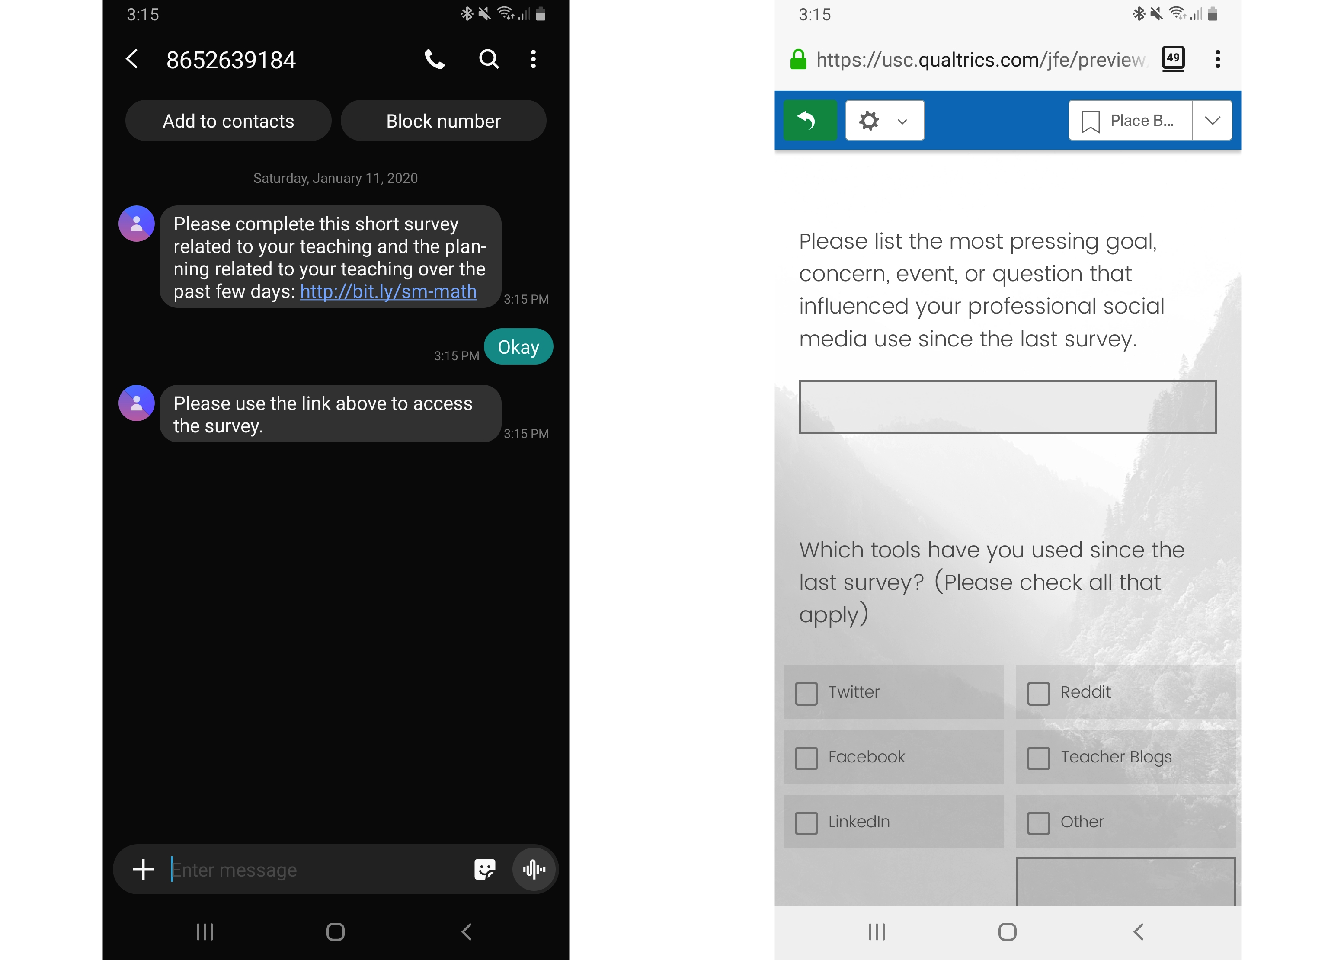 3:15
8652639184
Add to contacts
Block number
Saturday, January 11, 2020
Please complete this short survey
related to your teaching and the plan-
ning related to your teaching over the
past few days: http://bit.ly/sm-math
3:15 PM
Okay
3:15 PM
Please use the link above to access
the survey.
3:15 PM
Enter message
3:15
https://usc.qualtrics.com/jfe/preview
49
Place B...
Please list the most pressing goal,
concern, event, or question that
influenced your professional social
media use since the last survey.
Which tools have you used since the
last survey? (Please check all that
apply)
Twitter
Reddit
Facebook
Teacher Blogs
LinkedIn
Other